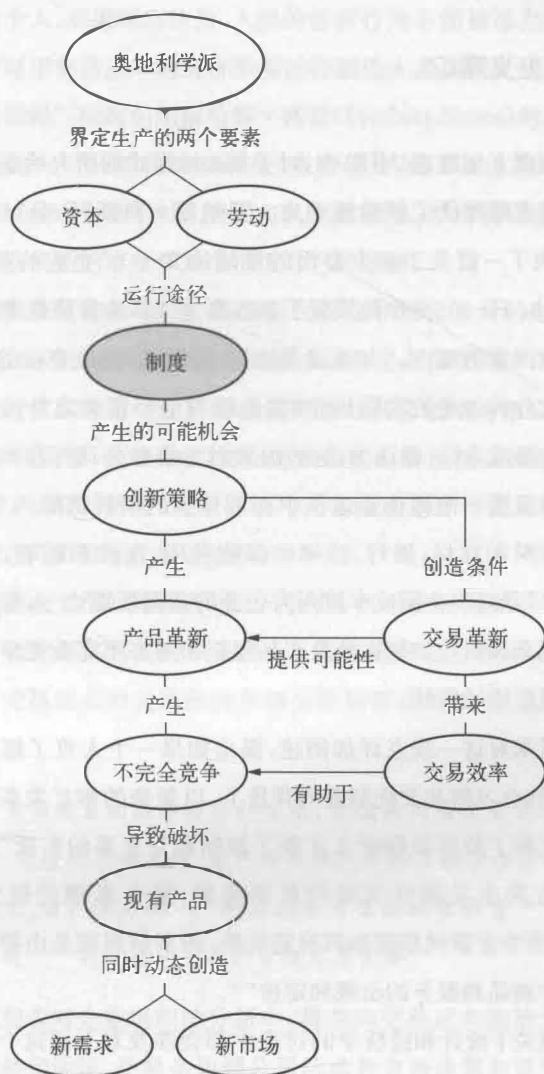 奥地利学派
界定生产的两个要素
资本
劳动
运行途径
制度
产生的可能机会
创新策略
产生
创造条件
产品革新
交易革新
提供可能性
产生
带来
不完全竞争
交易效率
有助于
导致破坏
现有产品
同时动态创造
新需求
新市场